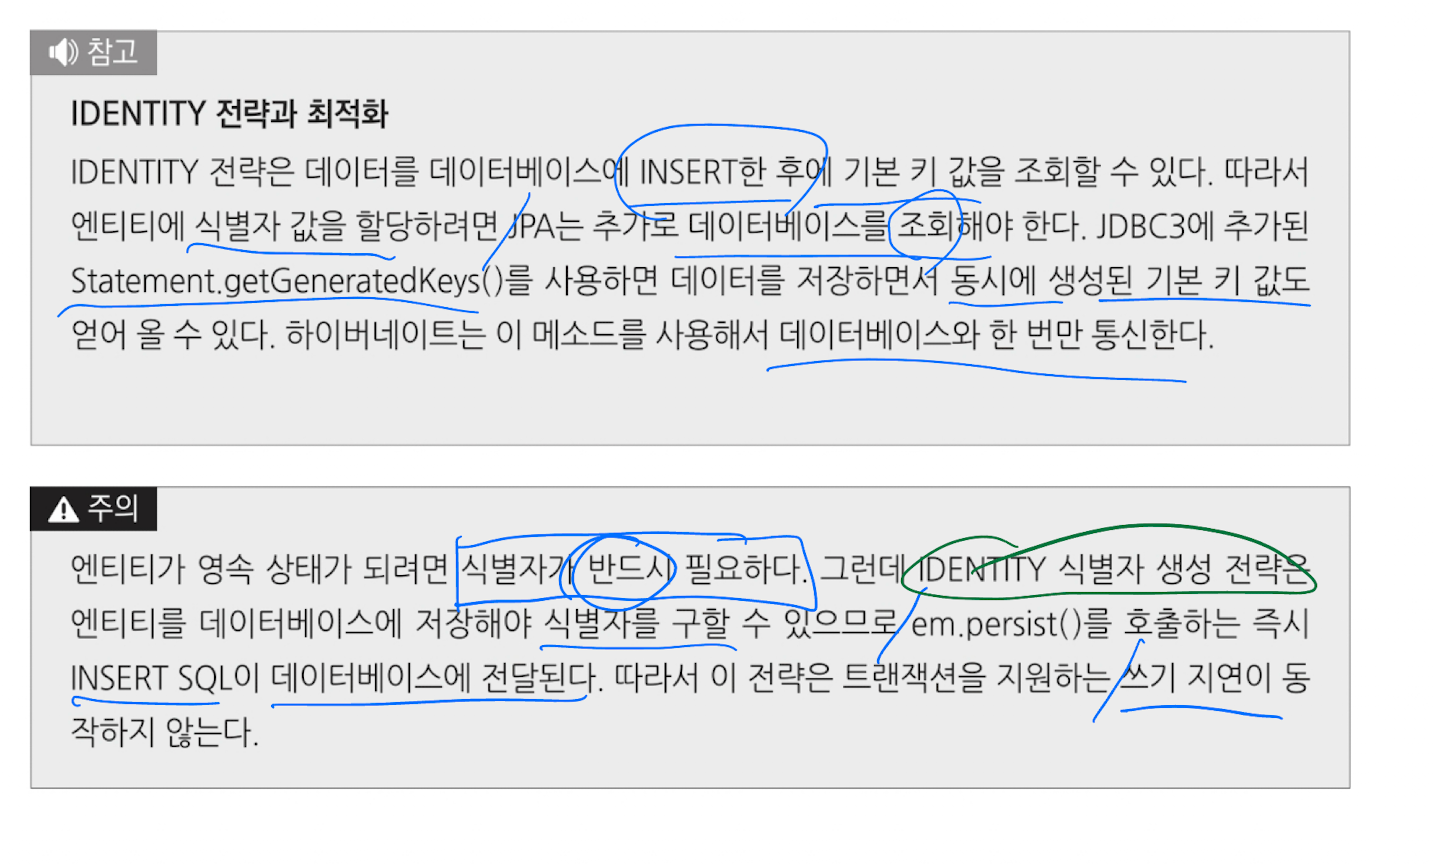 참고
IDENTITY 전략과 최적화
IDENTITY 전략은 데이터를 데이터베이스에 INSERT한 후에 기본 키 값을 조회할 수 있다. 따라서
엔티티에 식별자 값을 할당하려면 JPA는 추가로 데이터베이스를 조회해야 한다. JDBC3에 추가된
Statement.getGeneratedKeys()를 사용하면 데이터를 저장하면서 동시에 생성된 기본 키 값도
얻어 올 수 있다. 하이버네이트는 이 메소드를 사용해서 데이터베이스와 한 번만 통신한다.
주의
엔티티가 영속 상태가 되려면 식별자가 반드시 필요하다. 그런데 IDENTITY 식별자 생성 전략은
엔티티를 데이터베이스에 저장해야 식별자를 구할 수 있으므로 em.persist()를 호출하는 즉시
INSERT SQL이 데이터베이스에 전달된다. 따라서 이 전략은 트랜잭션을 지원하는 쓰기 지연이 동
작하지 않는다.